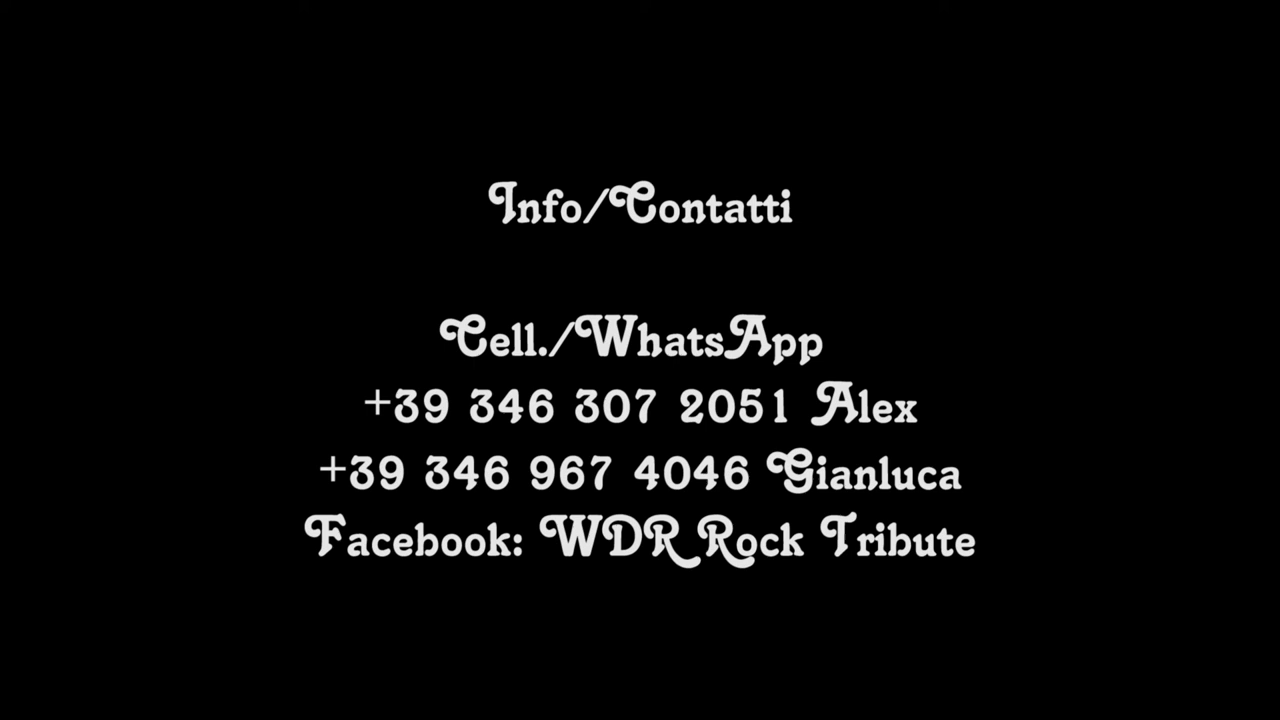 Info/Contatti
Cell./WhatsApp
+39 346 307 2051 Alex
+39 346 967 4046 Gianluca
Facebook: WDR Rock Tribute